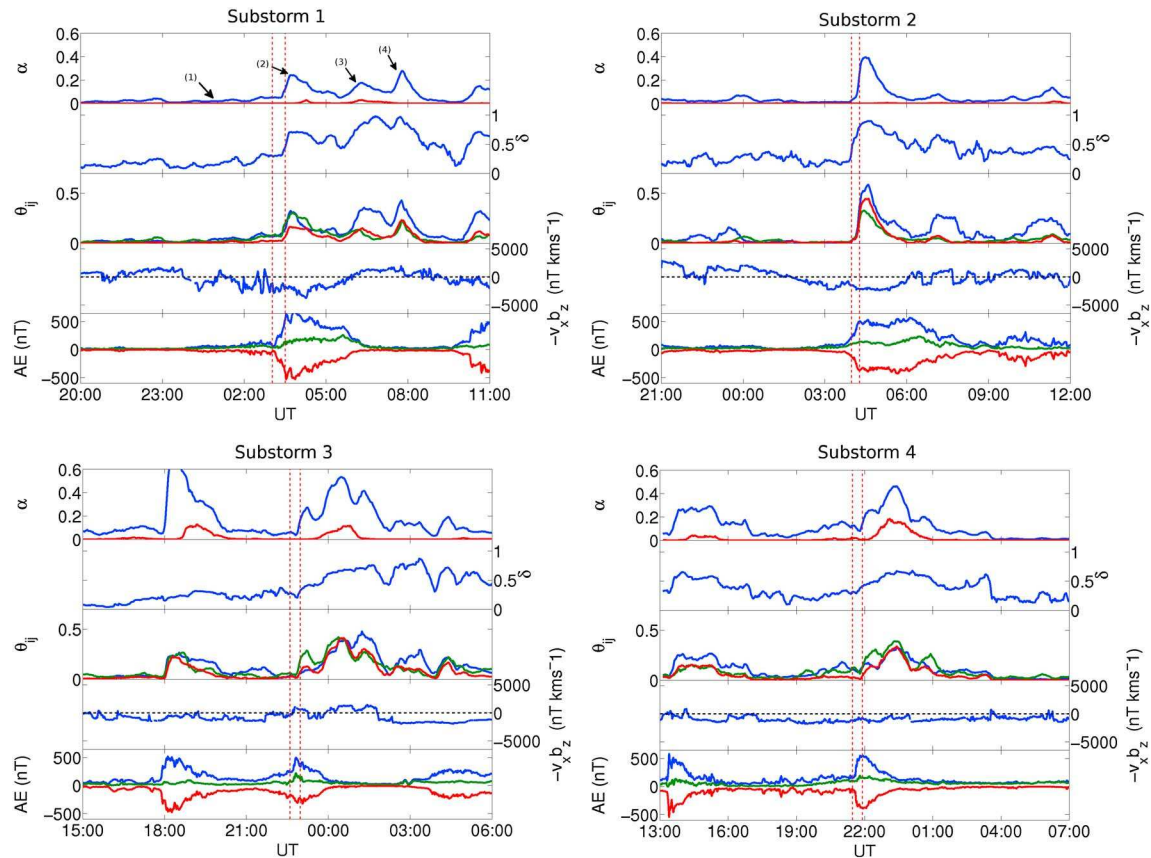 Substorm 1
0.6
0.4
0.2
0
α
(1)
(2)
(3)
(4)
1
0.5
0
δ
0.5
0
θij
5000
0
−5000
−vxbz (nT kms−1)
500
0
−500
AE (nT)
20:00 23:00 02:00 05:00 08:00 11:00
UT
Substorm 2
0.6
0.4
0.2
0
α
1
0.5
0
δ
0.5
0
θij
5000
0
−5000
−vxbz (nT kms−1)
500
0
−500
AE (nT)
21:00 00:00 03:00 06:00 09:00 12:00
UT
Substorm 3
0.6
0.4
0.2
0
α
1
0.5
0
δ
0.5
0
θij
5000
0
−5000
−vxbz (nT kms−1)
500
0
−500
AE (nT)
15:00 18:00 21:00 00:00 03:00 06:00
UT
Substorm 4
0.6
0.4
0.2
0
α
1
0.5
0
δ
0.5
0
θij
5000
0
−5000
−vxbz (nT kms−1)
500
0
−500
AE (nT)
13:00 16:00 19:00 22:00 01:00 04:00 07:00
UT